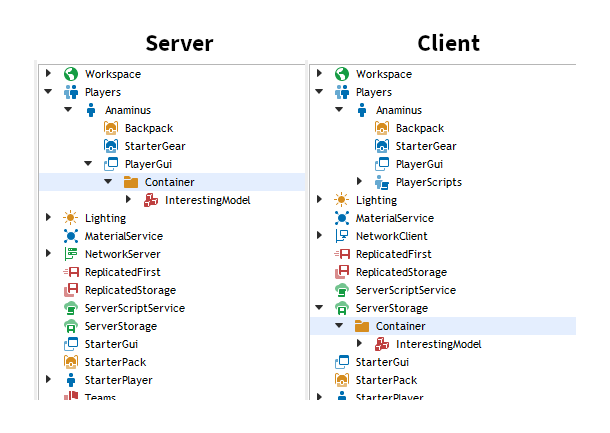 Server
Workspace
Players
Anaminus
Backpack
StarterGear
PlayerGui
Container
InterestingModel
Lighting
MaterialService
NetworkServer
ReplicatedFirst
ReplicatedStorage
ServerScriptService
ServerStorage
StarterGui
StarterPack
StarterPlayer
Teams
Client
Workspace
Players
Anaminus
Backpack
StarterGear
PlayerGui
PlayerScripts
Lighting
MaterialService
NetworkClient
ReplicatedFirst
ReplicatedStorage
ServerScriptService
ServerStorage
Container
InterestingModel
StarterGui
StarterPack
StarterPlayer